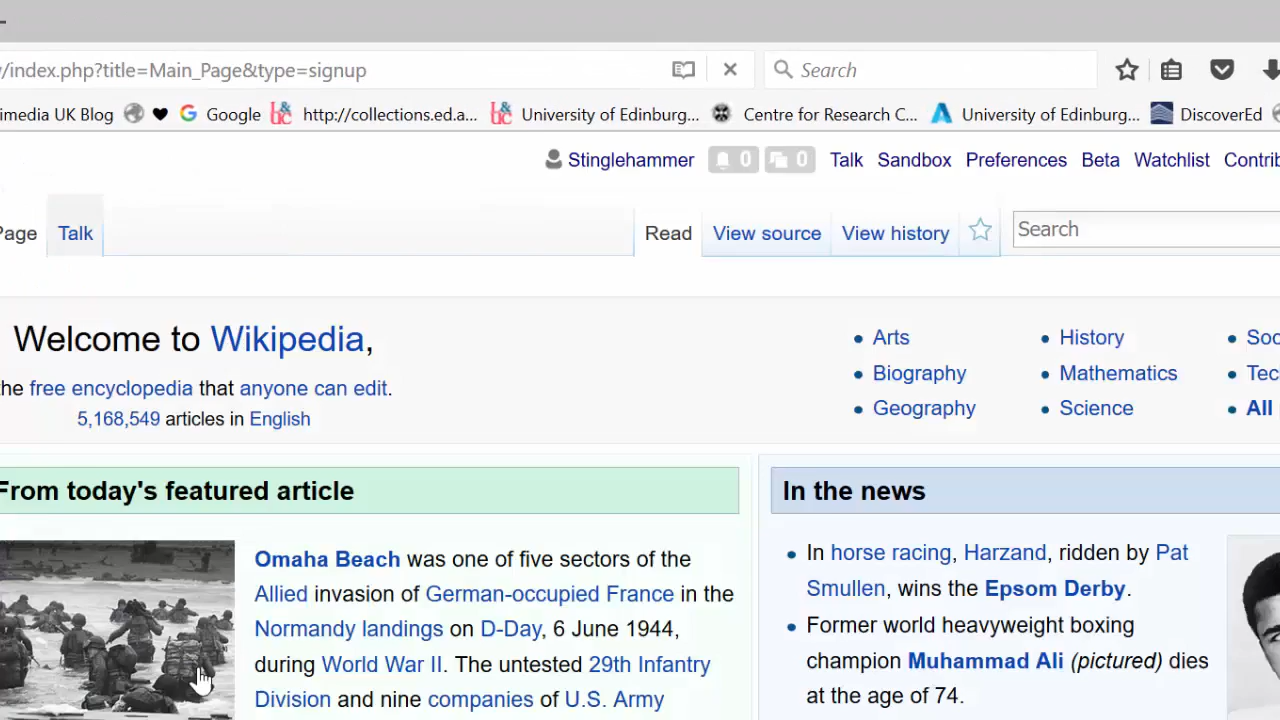 /index.php?title=Main_Page&type=signup
Search
imedia UK Blog
Google
http://collections.ed.a...
University of Edinburg...
Centre for Research C...
University of Edinburg...
DiscoverEd
Stinglehammer 0 0 Talk Sandbox Preferences Beta Watchlist Contrib
Page Talk Read View source View history Search
Welcome to Wikipedia,
the free encyclopedia that anyone can edit.
5,168,549 articles in English
Arts
Biography
Geography
History
Mathematics
Science
Soc
Tec
All
From today's featured article
Omaha Beach was one of five sectors of the
Allied invasion of German-occupied France in the
Normandy landings on D-Day, 6 June 1944,
during World War II. The untested 29th Infantry
Division and nine companies of U.S. Army
In the news
In horse racing, Harzand, ridden by Pat
Smullen, wins the Epsom Derby.
Former world heavyweight boxing
champion Muhammad Ali (pictured) dies
at the age of 74.